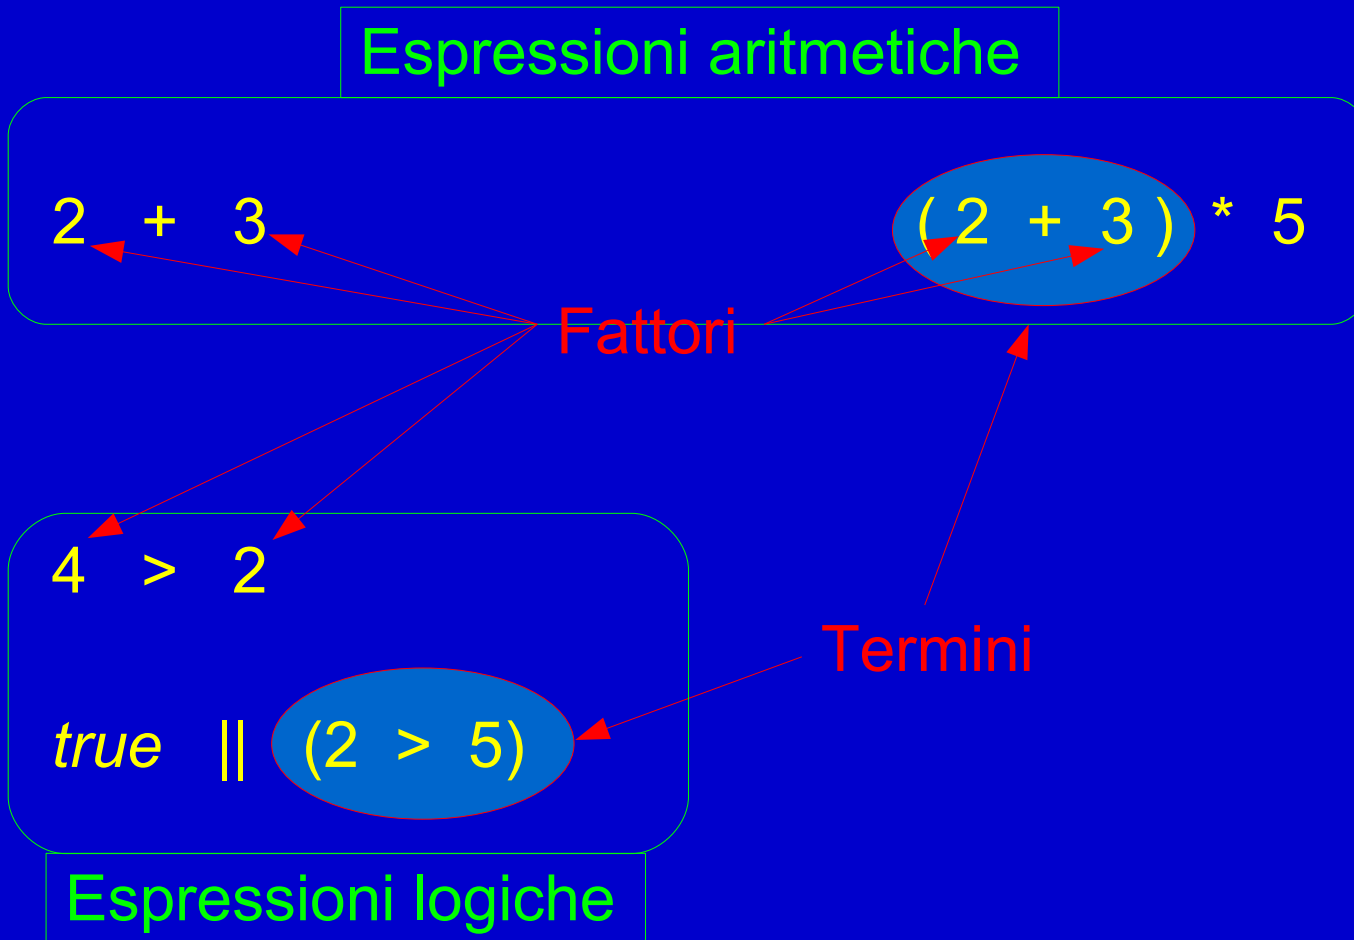 Espressioni aritmetiche
2 + 3
( 2 + 3 ) * 5
Fattori
4 > 2
Termini
true || (2 > 5)
Espressioni logiche